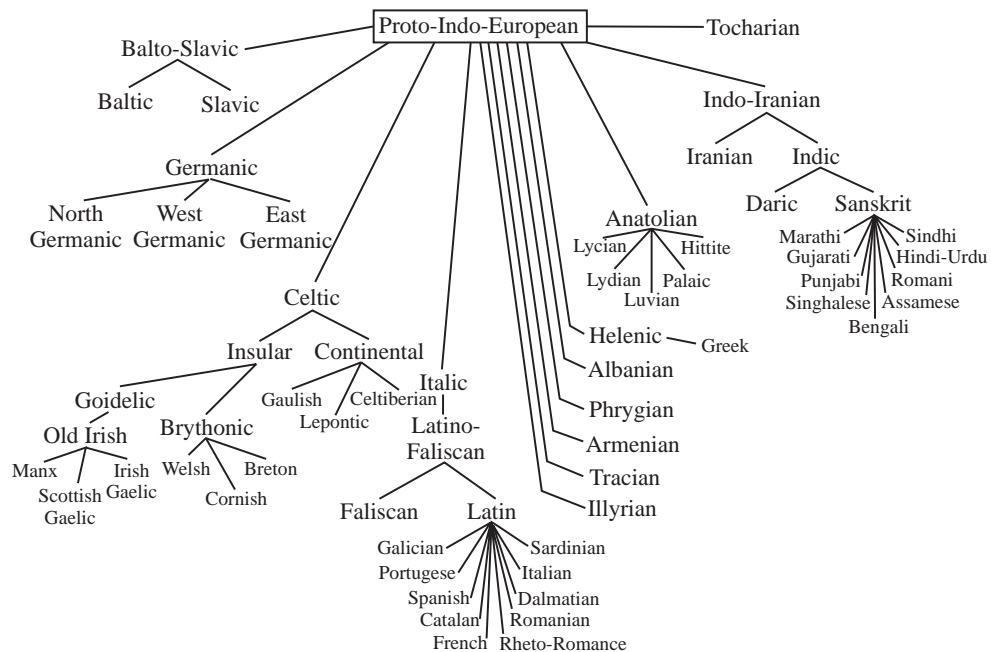 Proto-Indo-European
Tocharian
Balto-Slavic
Baltic
Slavic
Indo-Iranian
Iranian
Indic
Daric
Sanskrit
Marathi
Gujarati
Punjabi
Singhalese
Bengali
Assamese
Romani
Hindi-Urdu
Sindhi
Germanic
North
Germanic
West
Germanic
East
Germanic
Anatolian
Lycian
Lydian
Luvian
Palaic
Hittite
Celtic
Insular
Continental
Goidelic
Old Irish
Manx
Scottish
Gaelic
Irish
Gaelic
Brythonic
Welsh
Cornish
Breton
Gaulish
Lepontic
Celtiberian
Italic
Latino-
Faliscan
Faliscan
Latin
Galician
Portugese
Spanish
Catalan
French
Rheto-Romance
Romanian
Dalmatian
Italian
Sardinian
Helenic
Greek
Albanian
Phrygian
Armenian
Tracian
Illyrian